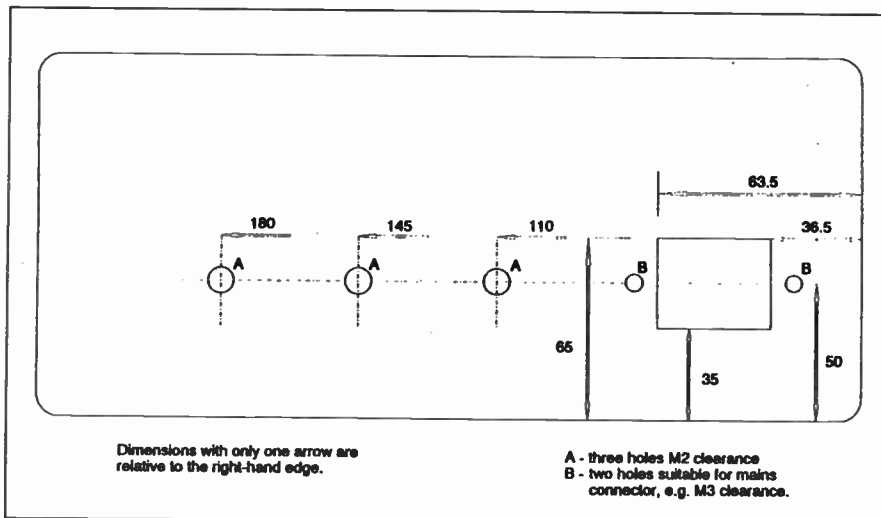 63.5
180
145
110
36.5
A
A
A
B
B
65
35
50
Dimensions with only one arrow are
relative to the right-hand edge.
A - three holes M2 clearance
B - two holes suitable for mains
connector, e.g. M3 clearance.